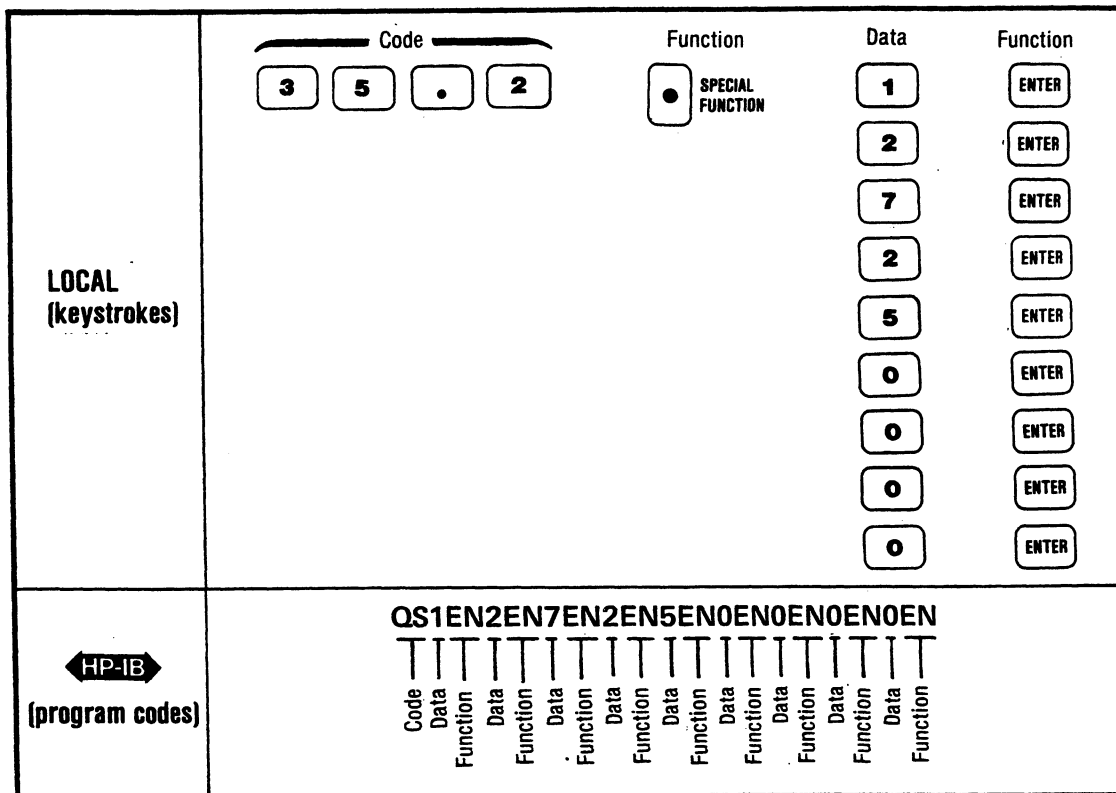 Code Function Data Function
3 5 . 2 SPECIAL FUNCTION 1 ENTER
2 ENTER
7 ENTER
2 ENTER
LOCAL
(keystrokes)
5 ENTER
0 ENTER
0 ENTER
0 ENTER
0 ENTER
QS1EN2EN7EN2EN5EN0EN0EN0EN0EN
HP-IB
(program codes)
Code Data Function Data Function Data Function Data Function Data Function Data Function Data Function Data Function Data Function